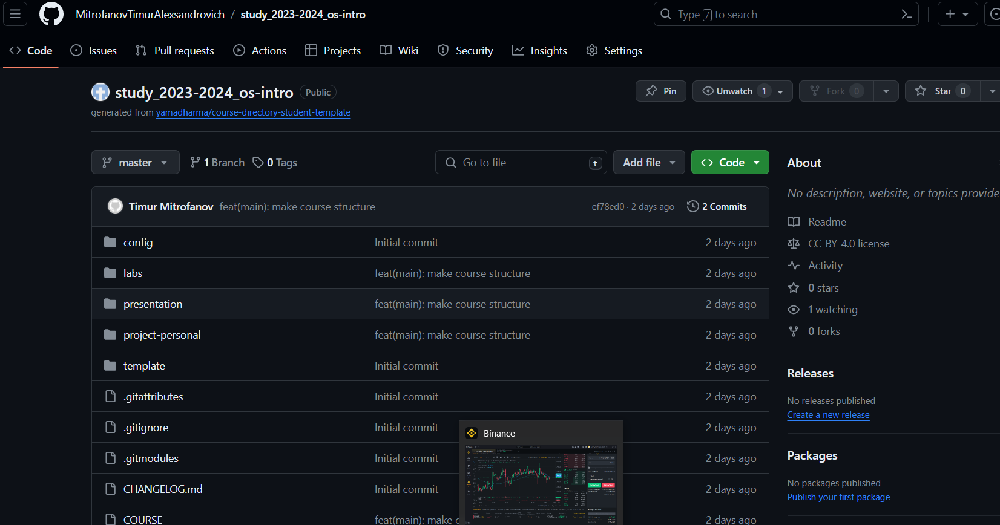 MitrofanovTimurAlexsandrovich / study_2023-2024_os-intro
Type / to search
Code Issues Pull requests Actions Projects Wiki Security Insights Settings
study_2023-2024_os-intro Public
Pin Unwatch 1 Fork 0 Star 0
generated from yamadharma/course-directory-student-template
master 1 Branch 0 Tags
Go to file t Add file Code
Timur Mitrofanov feat(main): make course structure ef78ed0 · 2 days ago 2 Commits
config Initial commit 2 days ago
labs feat(main): make course structure 2 days ago
presentation feat(main): make course structure 2 days ago
project-personal feat(main): make course structure 2 days ago
template Initial commit 2 days ago
.gitattributes Initial commit 2 days ago
.gitignore Initial commit 2 days ago
.gitmodules Initial commit 2 days ago
CHANGELOG.md Initial commit 2 days ago
COURSE feat(main): make c 2 days ago
Binance
About
No description, website, or topics provide
Readme
CC-BY-4.0 license
Activity
0 stars
1 watching
0 forks
Releases
No releases published
Create a new release
Packages
No packages published
Publish your first package